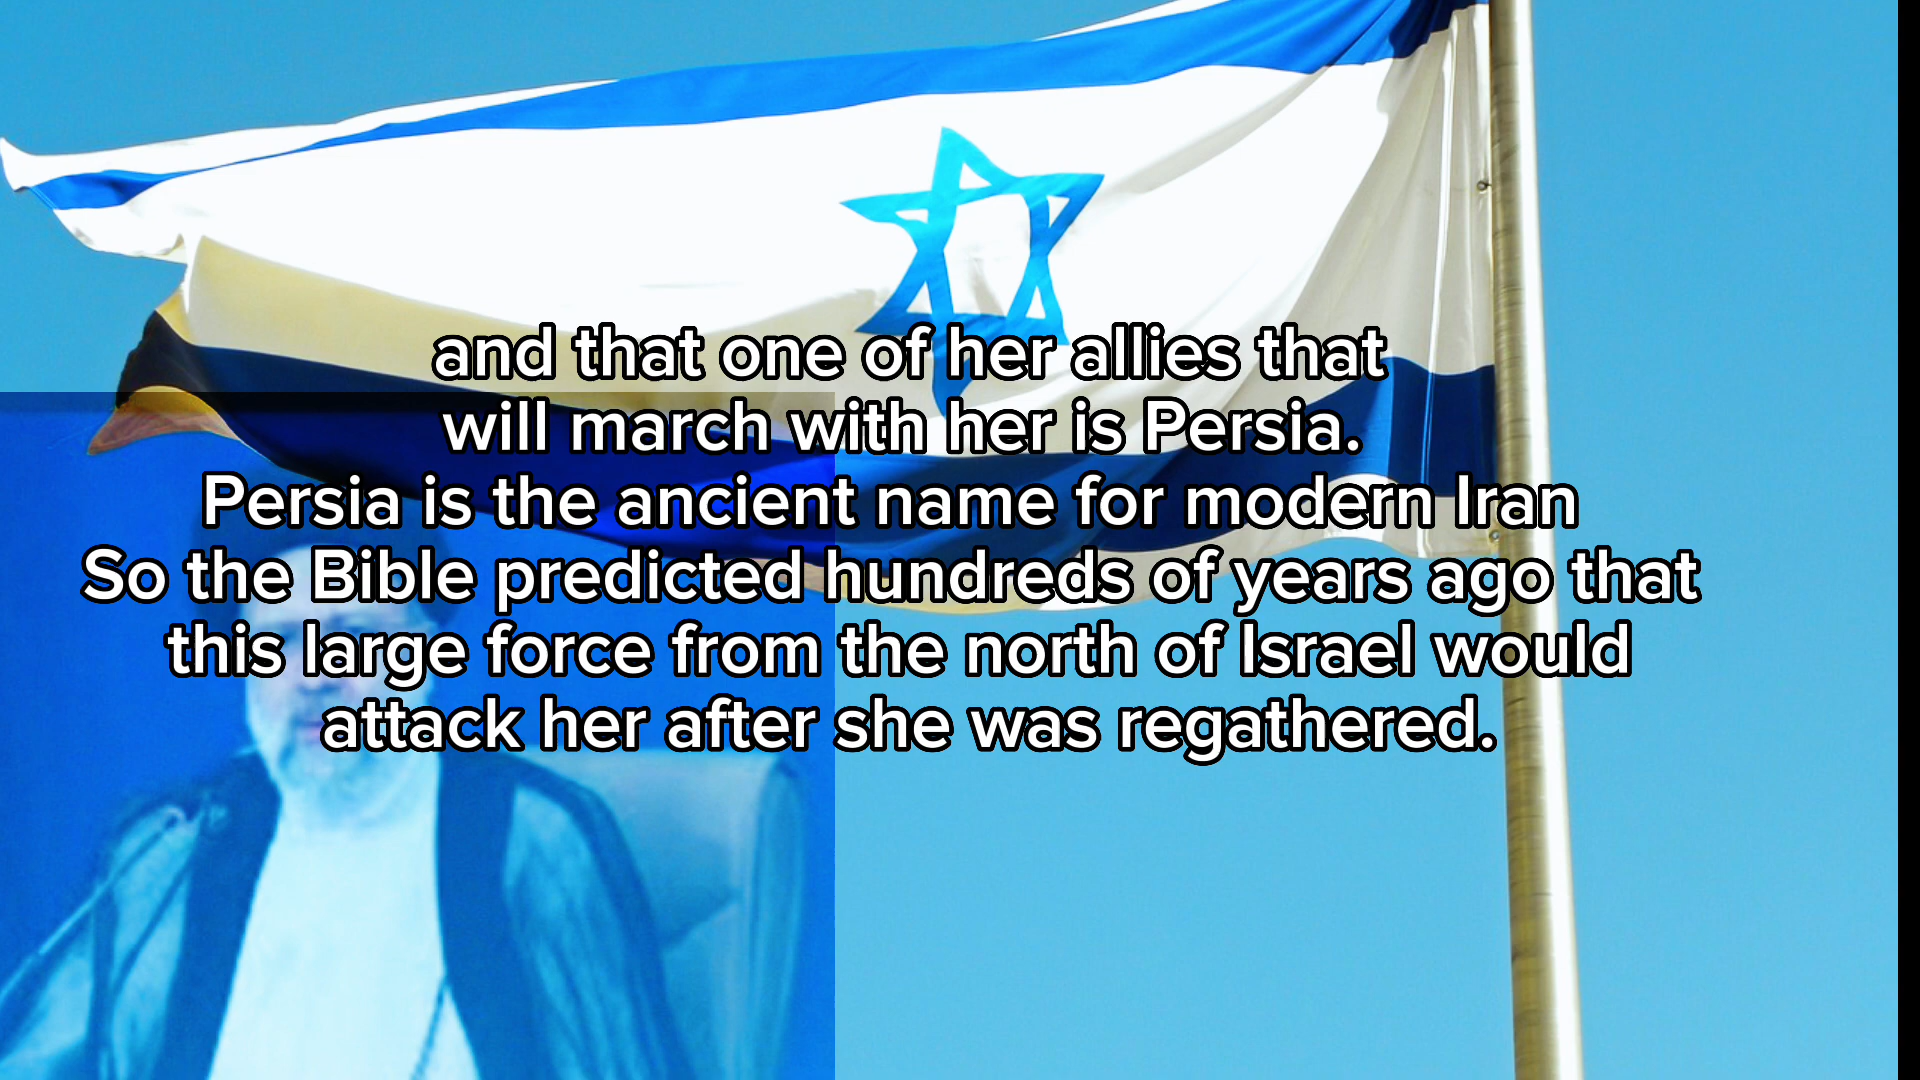 and that one of her allies that
will march with her is Persia.
Persia is the ancient name for modern Iran
So the Bible predicted hundreds of years ago that
this large force from the north of Israel would
attack her after she was regathered.